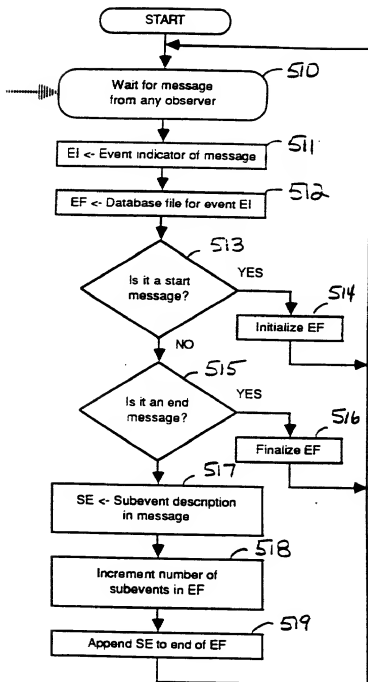 START
Wait for message
from any observer
510
EI <- Event indicator of message
511
EF <- Database file for event EI
512
Is it a start
message?
513
YES
Initialize EF
514
NO
Is it an end
message?
515
YES
Finalize EF
516
SE <- Subevent description
in message
517
Increment number of
subevents in EF
518
Append SE to end of EF
519